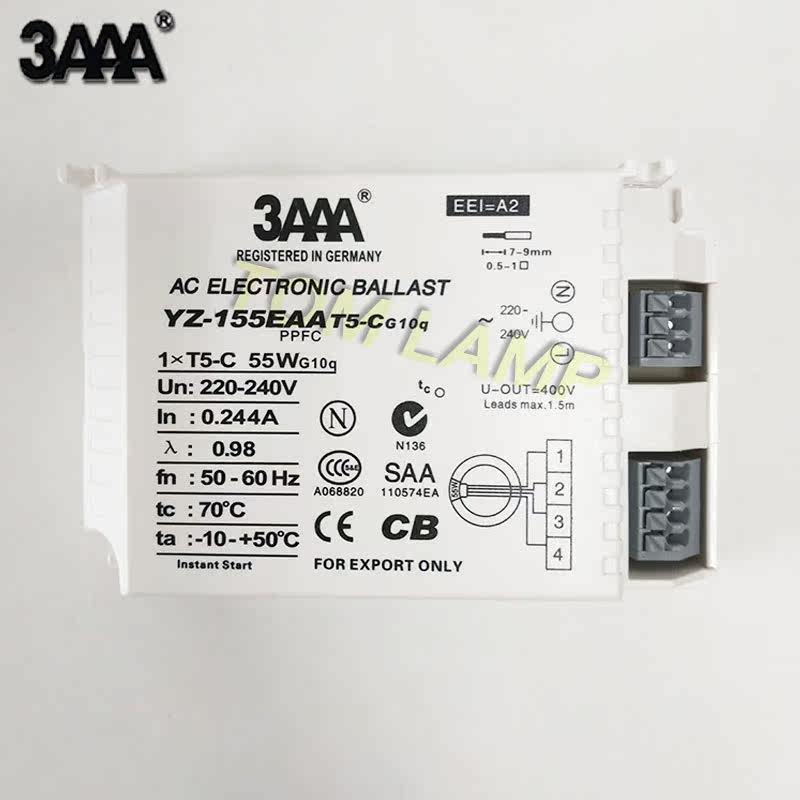 3AAA®
3AAA®
REGISTERED IN GERMANY
EEI=A2
7-9mm
0.5-1□
AC ELECTRONIC BALLAST
YZ-155EAAT5-CG10q
PPFC
N
~ 220-
240V
L
1×T5-C 55WG10q
Un: 220-240V
In : 0.244A
λ : 0.98
fn : 50-60Hz
tc : 70°C
ta : -10-+50°C
Instant Start
tc
U-OUT=400V
Leads max.1.5m
N
N136
CCC S&E
A068820
SAA
110574EA
CE CB
FOR EXPORT ONLY
55W
1
2
3
4
TOM LAMP